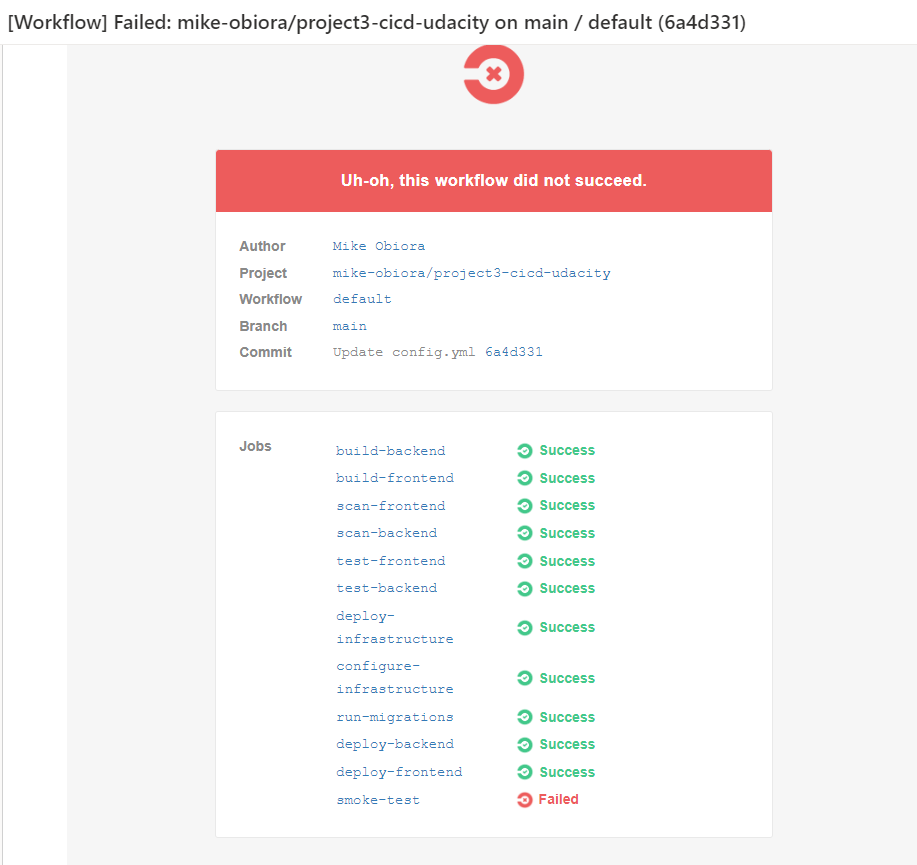 [Workflow] Failed: mike-obiora/project3-cicd-udacity on main / default (6a4d331)
Uh-oh, this workflow did not succeed.
Author Mike Obiora
Project mike-obiora/project3-cicd-udacity
Workflow default
Branch main
Commit Update config.yml 6a4d331
Jobs
build-backend Success
build-frontend Success
scan-frontend Success
scan-backend Success
test-frontend Success
test-backend Success
deploy-
infrastructure Success
configure-
infrastructure Success
run-migrations Success
deploy-backend Success
deploy-frontend Success
smoke-test Failed